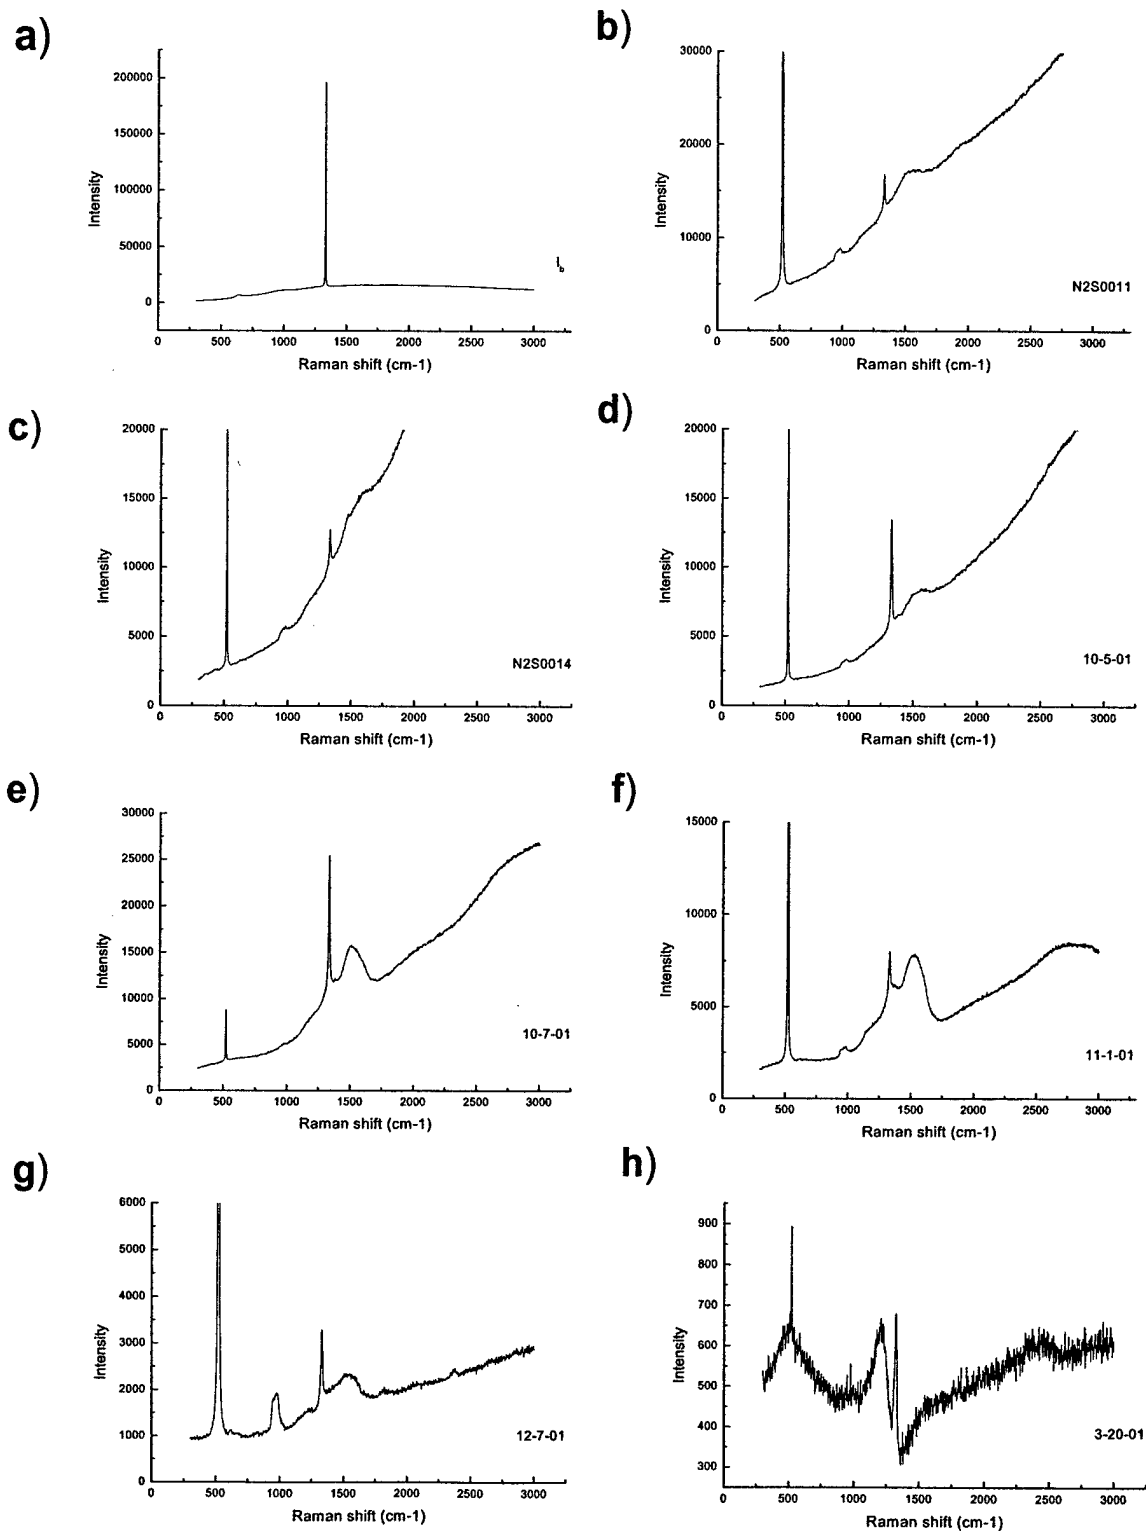 a)
200000
150000
100000
50000
0
Intensity
0 500 1000 1500 2000 2500 3000
Raman shift (cm-1)
I b
b)
30000
20000
10000
0
Intensity
0 500 1000 1500 2000 2500 3000
Raman shift (cm-1)
N2S0011
c)
20000
15000
10000
5000
0
Intensity
0 500 1000 1500 2000 2500 3000
Raman shift (cm-1)
N2S0014
d)
20000
15000
10000
5000
0
Intensity
0 500 1000 1500 2000 2500 3000
Raman shift (cm-1)
10-5-01
e)
30000
25000
20000
15000
10000
5000
0
Intensity
0 500 1000 1500 2000 2500 3000
Raman shift (cm-1)
10-7-01
f)
15000
10000
5000
0
Intensity
0 500 1000 1500 2000 2500 3000
Raman shift (cm-1)
11-1-01
g)
6000
5000
4000
3000
2000
1000
0
Intensity
0 500 1000 1500 2000 2500 3000
Raman shift (cm-1)
12-7-01
h)
900
800
700
600
500
400
300
Intensity
0 500 1000 1500 2000 2500 3000
Raman shift (cm-1)
3-20-01